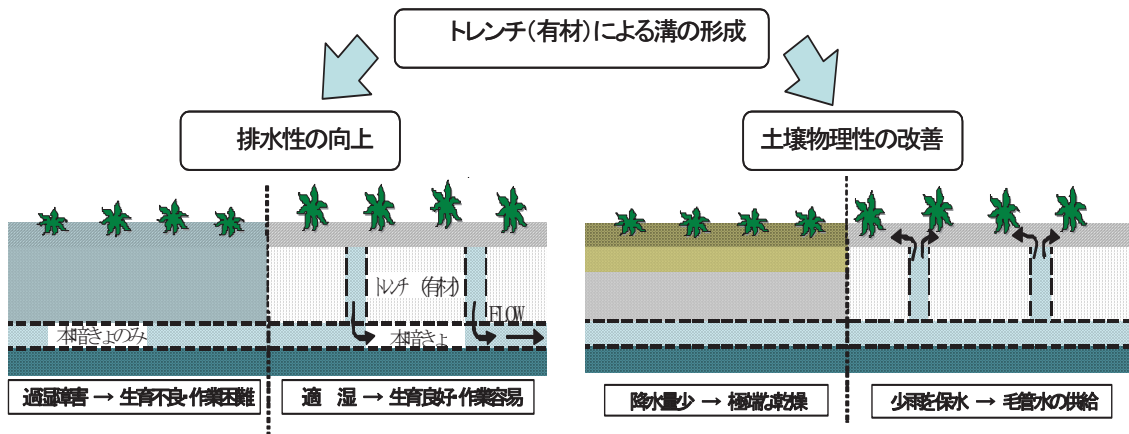 トレンチ(有材)による溝の形成
排水性の向上
土壌物理性の改善
トレンチ (有材)
FLOW
本暗きょのみ
本暗きょ
過湿障害 → 生育不良・作業困難
適 湿 → 生育良好・作業容易
降水量少 → 極端な乾燥
少雨を保水 → 毛管水の供給